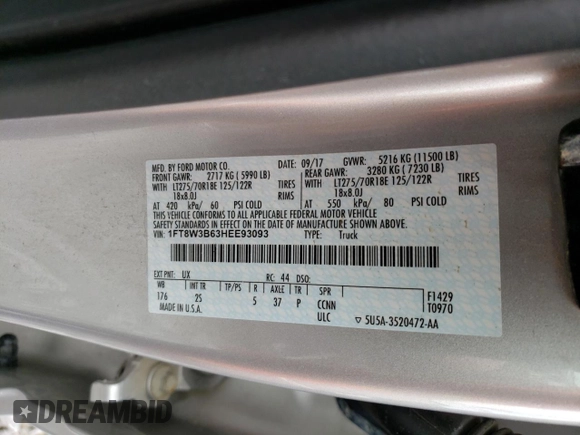 MFD. BY FORD MOTOR CO. DATE: 09/17 GVWR: 5216 KG (11500 LB)
FRONT GAWR: 2717 KG ( 5990 LB) REAR GAWR: 3280 KG ( 7230 LB)
WITH LT275/70R18E 125/122R TIRES WITH LT275/70R18E 125/122R TIRES
18x8.0J RIMS 18x8.0J RIMS
AT 420 kPa/ 60 PSI COLD AT 550 kPa/ 80 PSI COLD
THIS VEHICLE CONFORMS TO ALL APPLICABLE FEDERAL MOTOR VEHICLE SAFETY STANDARDS
IN EFFECT ON THE DATE OF MANUFACTURE SHOWN ABOVE.
VIN: 1FT8W3B63HEE93093 TYPE: Truck
EXT PNT: UX RC: 44 DSO:
WB TP/PS R AXLE TR SPR F1429
176 25 5 37 P CCNN T0970
MADE IN U.S.A. ULC ▽ 5U5A-3520472-AA
DREAMBID